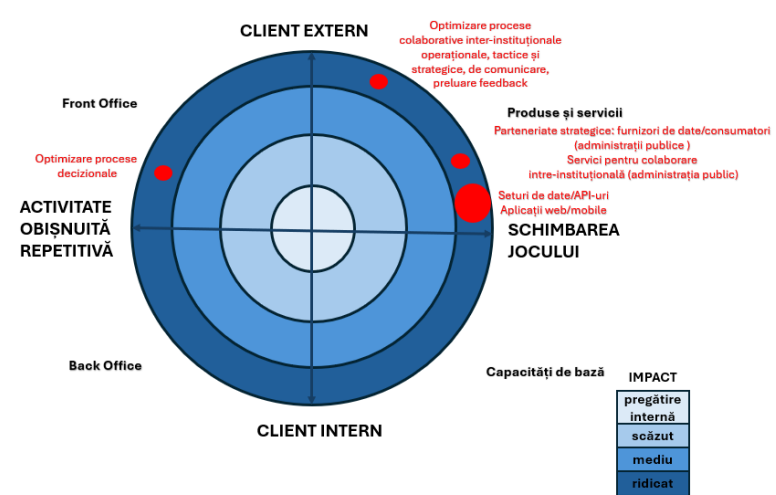 CLIENT EXTERN
Optimizare procese
colaborative inter-instituționale
operaționale, tactice și
strategice, de comunicare,
preluare feedback
Front Office
Produse și servicii
Parteneriate strategice: furnizori de date/consumatori
(administrații publice )
Servici pentru colaborare
intre-instituțională (administrația public)
Optimizare procese
decizionale
Seturi de date/API-uri
Aplicații web/mobile
ACTIVITATE
OBIȘNUITĂ
REPETITIVĂ
SCHIMBAREA
JOCULUI
Back Office
Capacități de bază
CLIENT INTERN
IMPACT
pregătire
internă
scăzut
mediu
ridicat